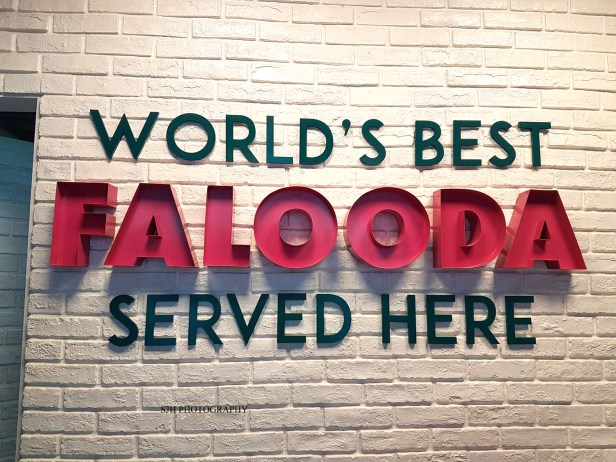 WORLD'S BEST
FALOODA
SERVED HERE
SJH PHOTOGRAPHY